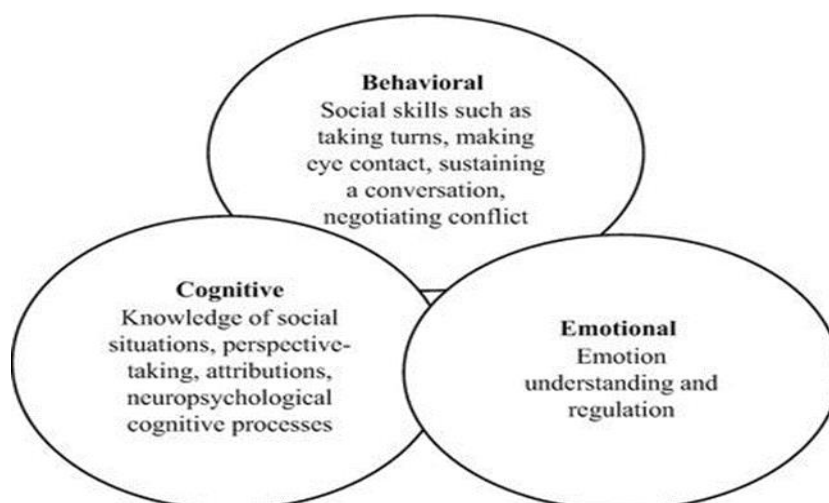 Behavioral
Social skills such as
taking turns, making
eye contact, sustaining
a conversation,
negotiating conflict
Cognitive
Knowledge of social
situations, perspective-
taking, attributions,
neuropsychological
cognitive processes
Emotional
Emotion
understanding and
regulation